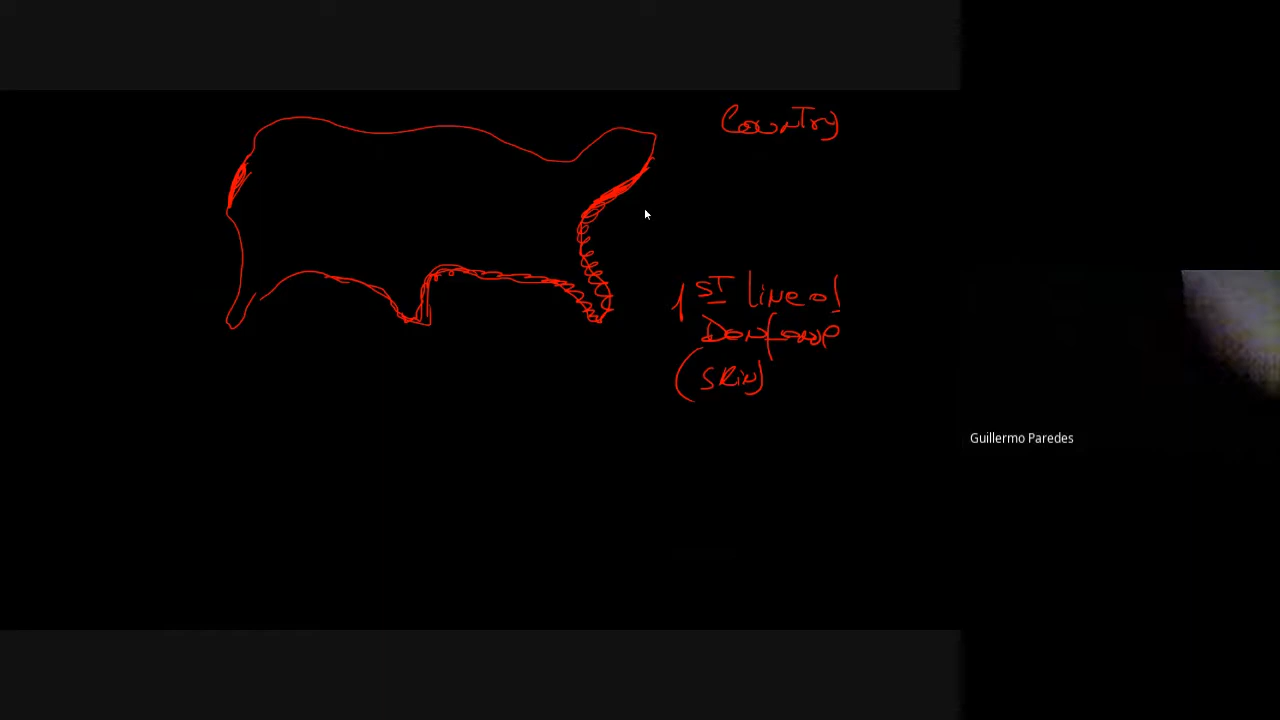 Country
1ST line of
Defense
(Skin)
Guillermo Paredes